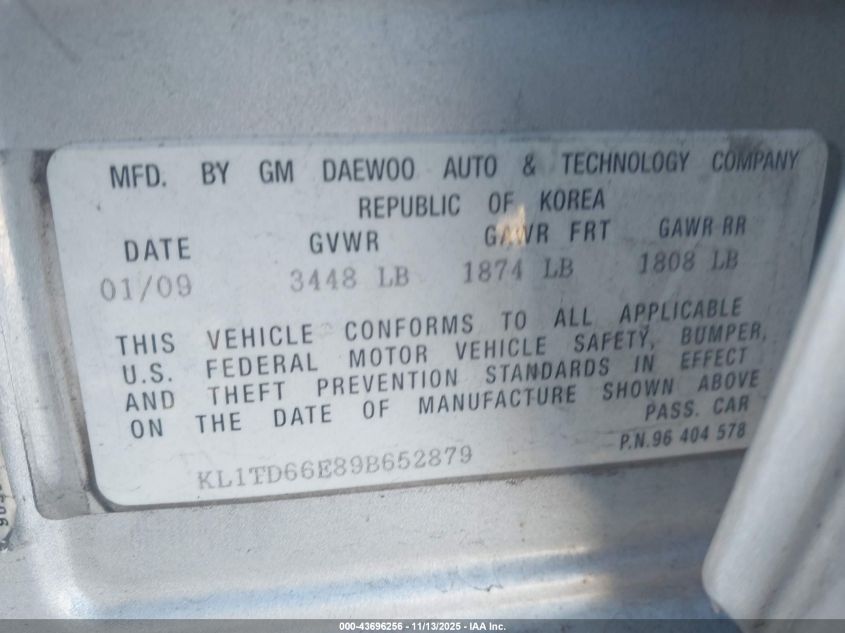 MFD. BY GM DAEWOO AUTO & TECHNOLOGY COMPANY
REPUBLIC OF KOREA
DATE GVWR GAWR FRT GAWR RR
01/09 3448 LB 1874 LB 1808 LB
THIS VEHICLE CONFORMS TO ALL APPLICABLE
U.S. FEDERAL MOTOR VEHICLE SAFETY, BUMPER,
AND THEFT PREVENTION STANDARDS IN EFFECT
ON THE DATE OF MANUFACTURE SHOWN ABOVE
PASS. CAR
KL1TD66E89B652879
P.N.96 404 578
000-43696256 - 11/13/2025 - IAA Inc.